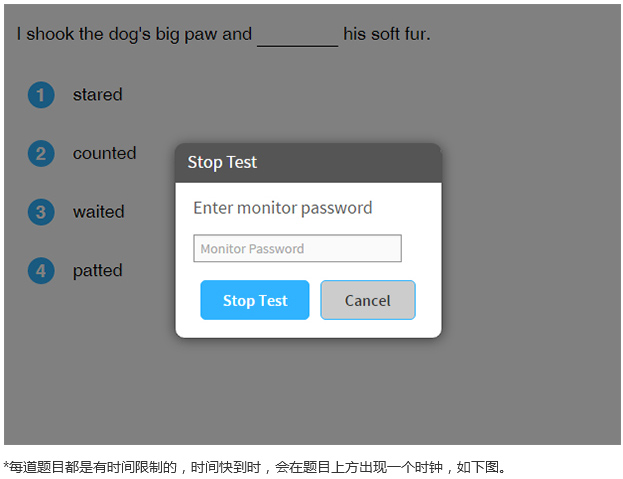 I shook the dog's big paw and ________ his soft fur.
1 stared
2 counted
3 waited
4 patted
Stop Test
Enter monitor password
Monitor Password
Stop Test Cancel
*每道题目都是有时间限制的，时间快到时，会在题目上方出现一个时钟，如下图。